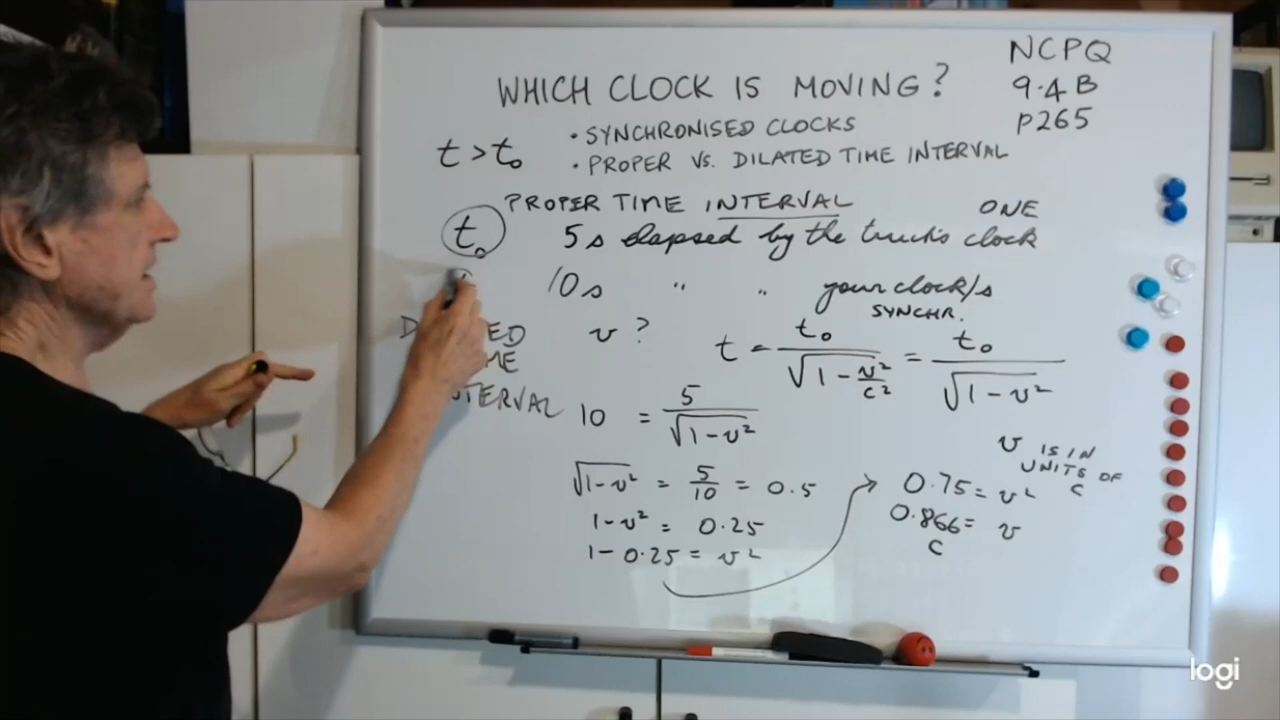 WHICH CLOCK IS MOVING?
NCPQ
9.4B
P265
• SYNCHRONISED CLOCKS
t > t₀
• PROPER VS. DILATED TIME INTERVAL
PROPER TIME INTERVAL
ONE
t₀ 5s elapsed by the truck's clock
10s " " your clock/s
SYNCHR.
D ED
ME
NTERVAL
v ?
t = t₀/√(1-v²/c²) = t₀/√(1-v²)
10 = 5/√(1-v²)
v IS IN
UNITS OF
C
√(1-v²) = 5/10 = 0.5
1-v² = 0.25
1-0.25 = v²
0.75 = v²
0.866 = v
C
logi